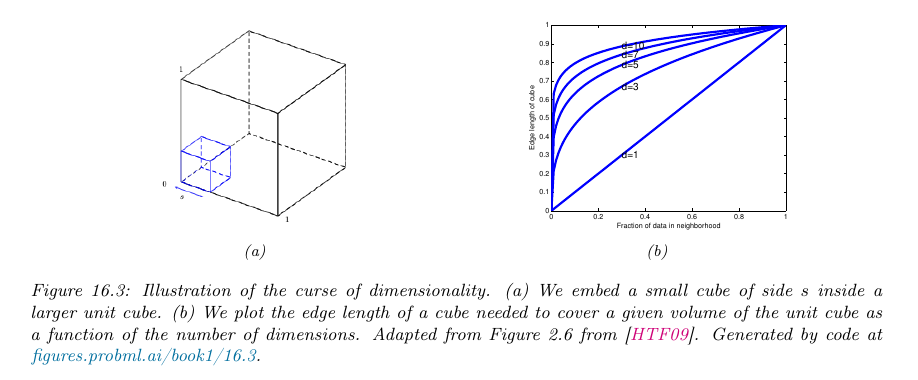 1
0
s
1
1
0.9
0.8
0.7
0.6
0.5
0.4
0.3
0.2
0.1
0
Edge length of cube
d=10
d=7
d=5
d=3
d=1
0 0.2 0.4 0.6 0.8 1
Fraction of data in neighborhood
(a)
(b)
Figure 16.3: Illustration of the curse of dimensionality. (a) We embed a small cube of side s inside a
larger unit cube. (b) We plot the edge length of a cube needed to cover a given volume of the unit cube as
a function of the number of dimensions. Adapted from Figure 2.6 from [HTF09]. Generated by code at
figures.probml.ai/book1/16.3.